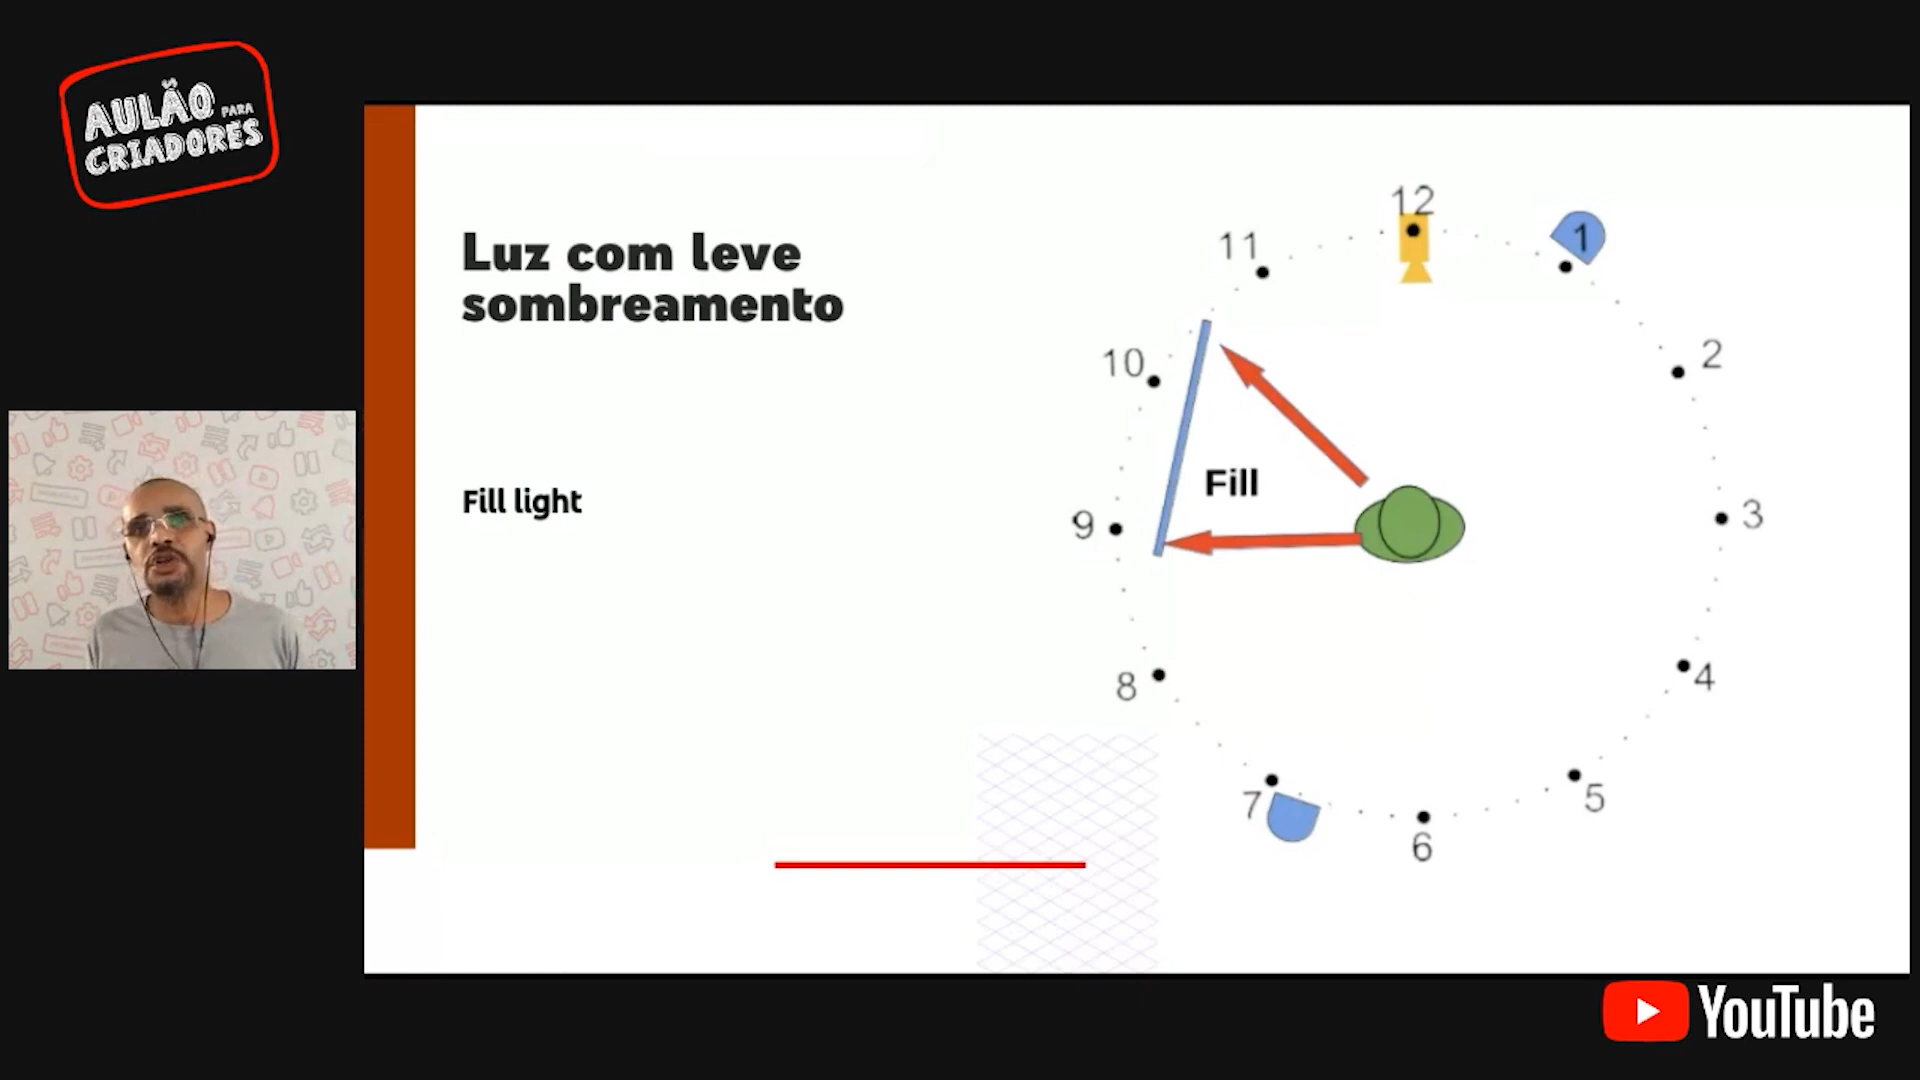 AULÃO PARA
CRIADORES
Luz com leve
sombreamento
Fill light
12
11
1
10
2
Fill
9
3
8
4
7
5
6
YouTube